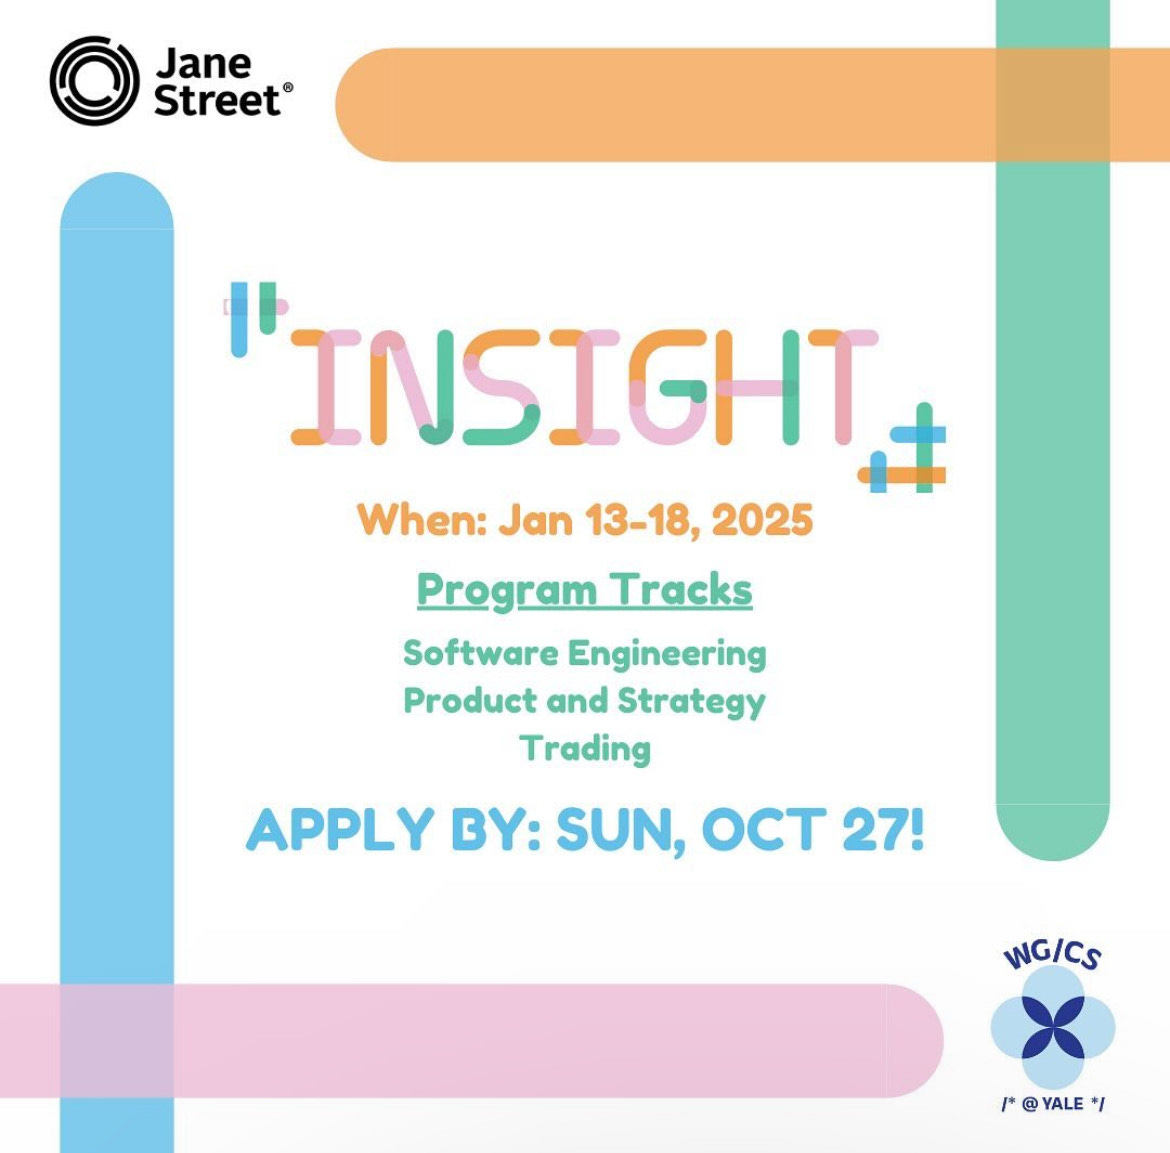 Jane
Street®
INSIGHT
When: Jan 13-18, 2025
Program Tracks
Software Engineering
Product and Strategy
Trading
APPLY BY: SUN, OCT 27!
WG/CS
/* @ YALE */